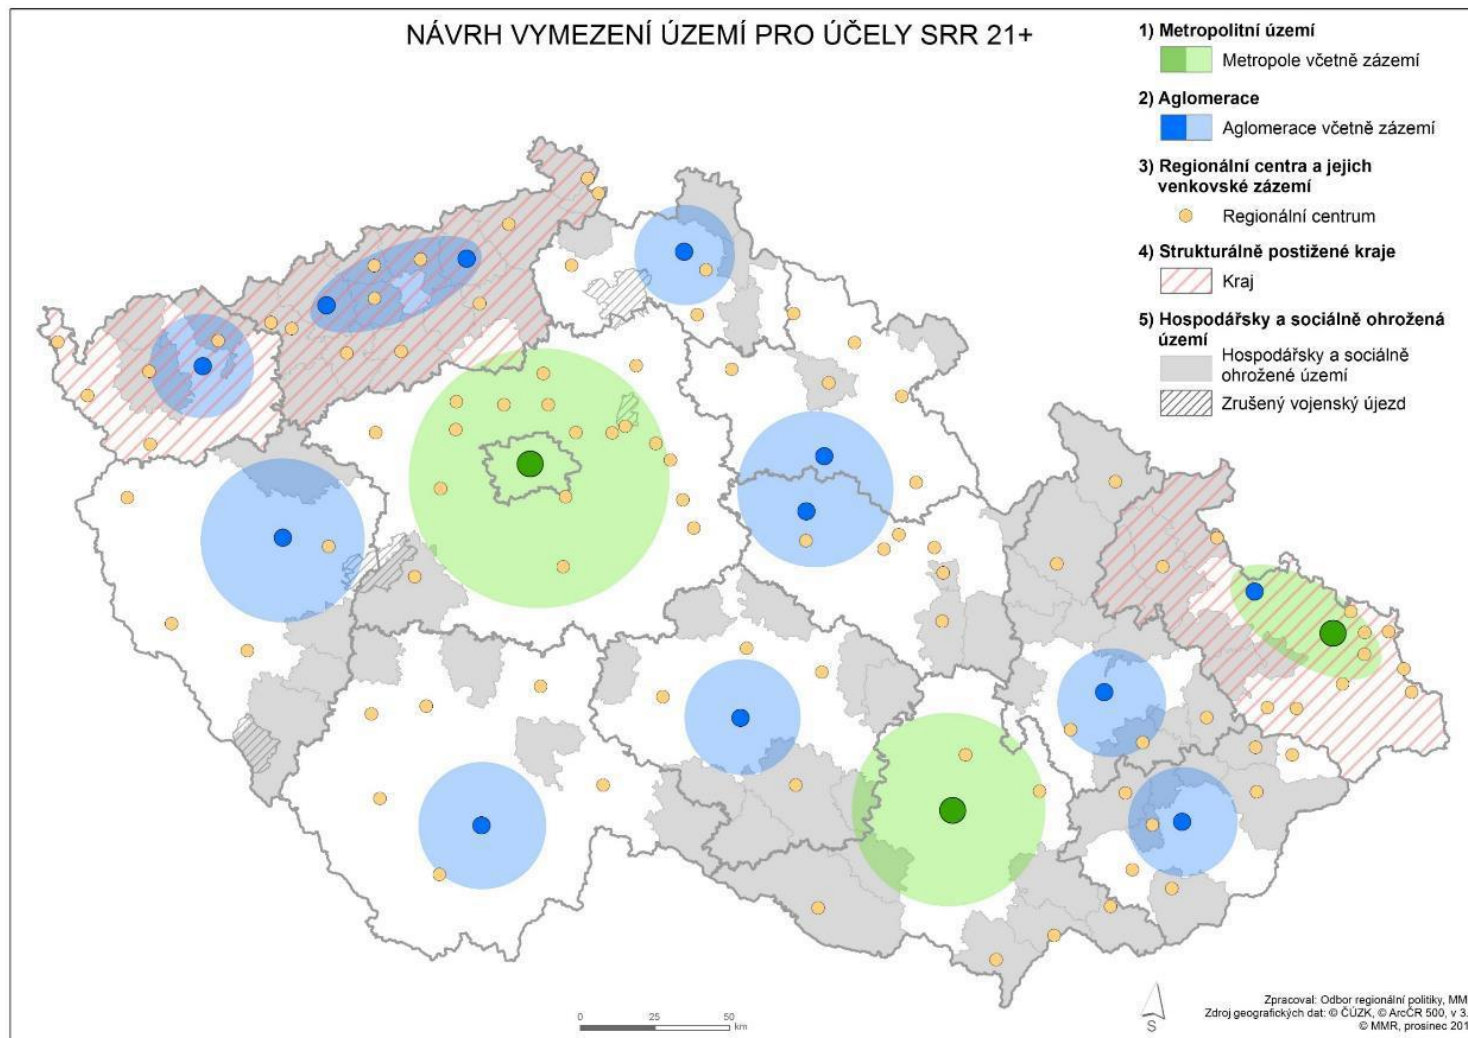 NÁVRH VYMEZENÍ ÚZEMÍ PRO ÚČELY SRR 21+
1) Metropolitní území
Metropole včetně zázemí
2) Aglomerace
Aglomerace včetně zázemí
3) Regionální centra a jejich
venkovské zázemí
Regionální centrum
4) Strukturálně postižené kraje
Kraj
5) Hospodářsky a sociálně ohrožená
území
Hospodářsky a sociálně
ohrožené území
Zrušený vojenský újezd
0 25 50
km
S
Zpracoval: Odbor regionální politiky, MM
Zdroj geografických dat: © ČÚZK, © ArcČR 500, v 3.
© MMR, prosinec 201